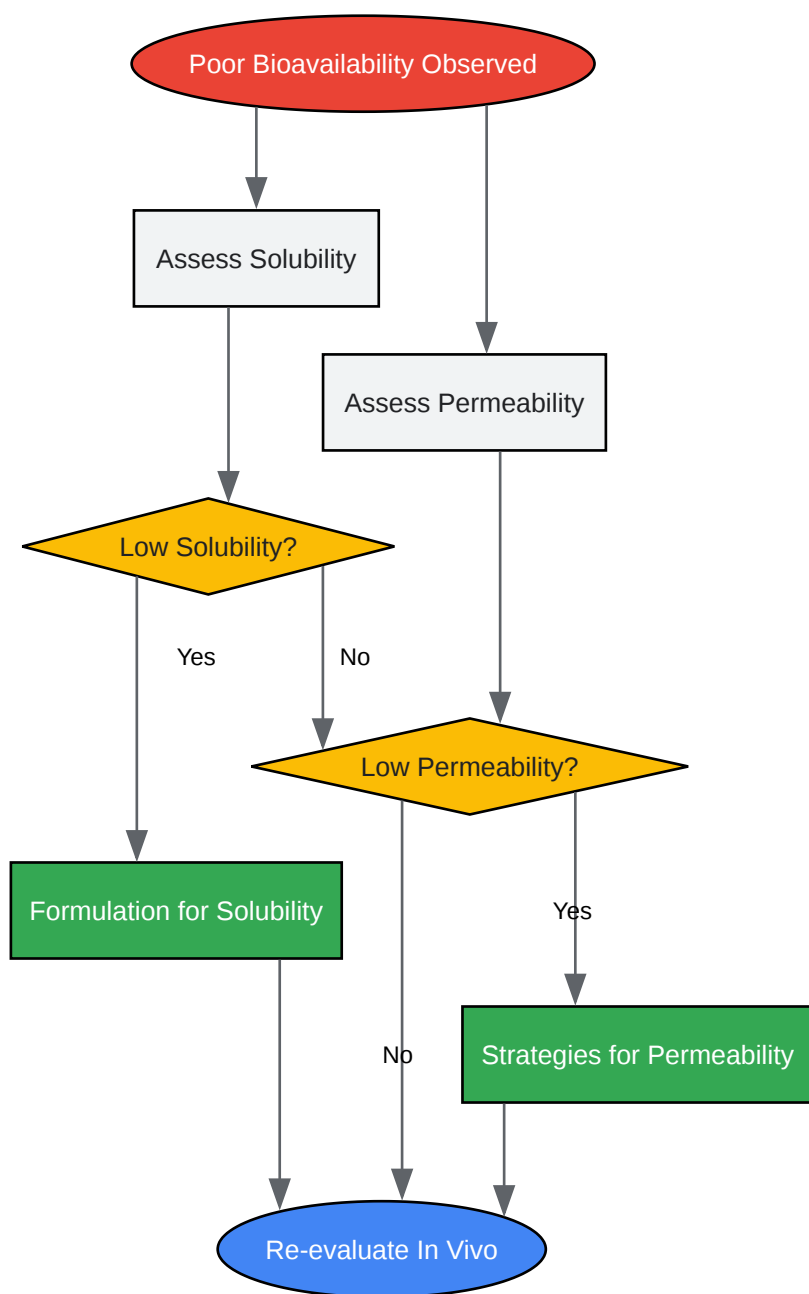 Poor Bioavailability Observed
Assess Solubility
Assess Permeability
Low Solubility?
Yes
No
Low Permeability?
Formulation for Solubility
Yes
No
Strategies for Permeability
Re-evaluate In Vivo